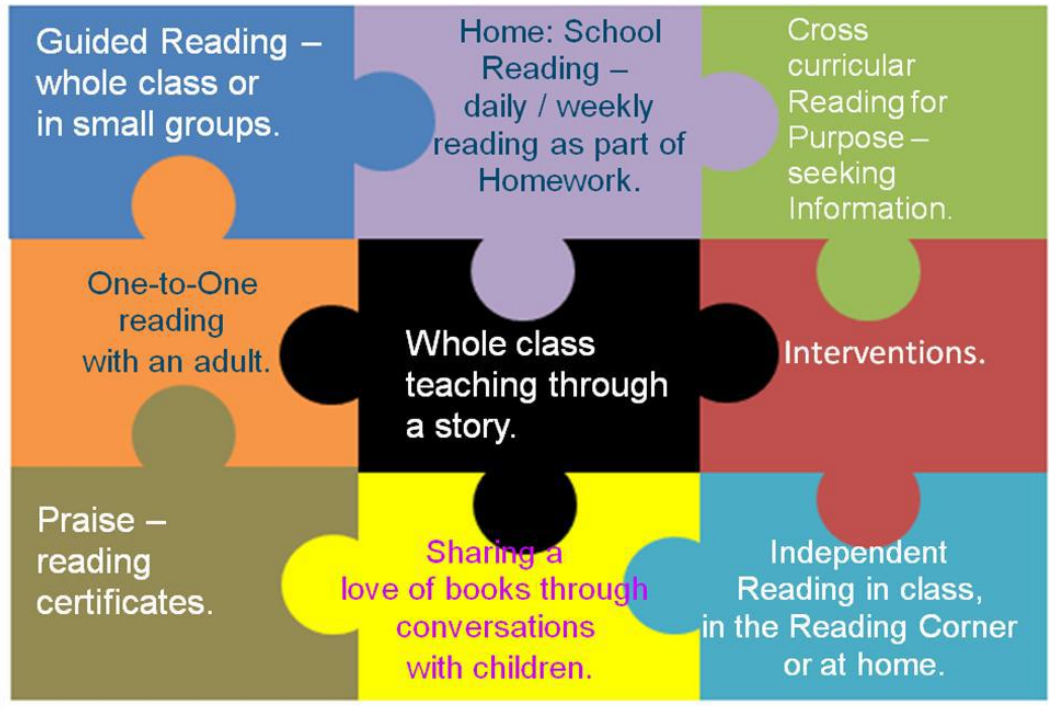 Guided Reading –
whole class or
in small groups.
Home: School
Reading –
daily / weekly
reading as part of
Homework.
Cross
curricular
Reading for
Purpose –
seeking
Information.
One-to-One
reading
with an adult.
Whole class
teaching through
a story.
Interventions.
Praise –
reading
certificates.
Sharing a
love of books through
conversations
with children.
Independent
Reading in class,
in the Reading Corner
or at home.